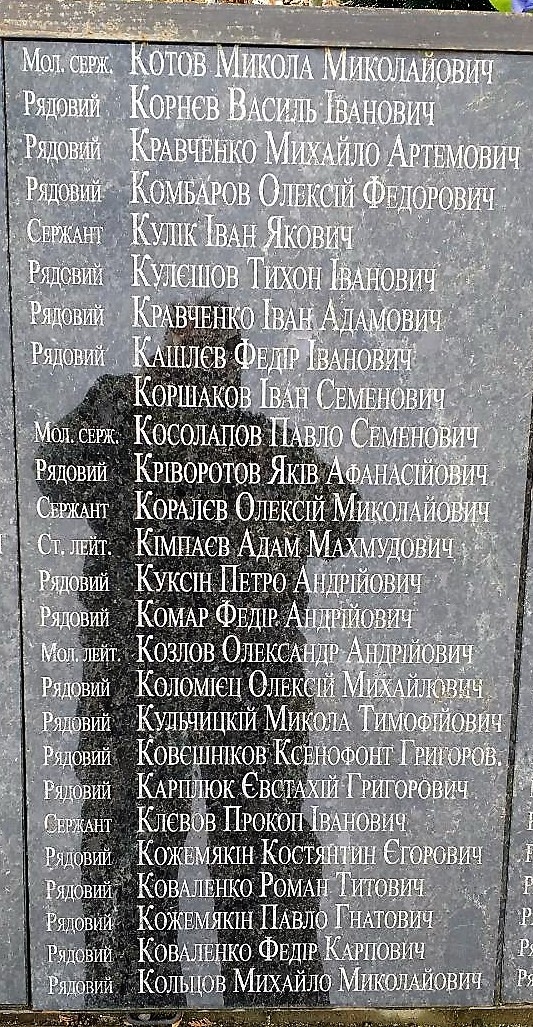 Мол. серж. Котов Микола Миколайович
Рядовий Корнєв Василь Іванович
Рядовий Кравченко Михайло Артемович
Рядовий Комбаров Олексій Федорович
Сержант Кулік Іван Якович
Рядовий Кулєшов Тихон Іванович
Рядовий Кравченко Іван Адамович
Рядовий Кашлєв Федір Іванович
Коршаков Іван Семенович
Мол. серж. Косолапов Павло Семенович
Рядовий Кріворотов Яків Афанасійович
Сержант Коралєв Олексій Миколайович
Ст. лейт. Кімпаєв Адам Махмудович
Рядовий Куксін Петро Андрійович
Рядовий Комар Федір Андрійович
Мол. лейт. Козлов Олександр Андрійович
Рядовий Коломієц Олексій Михайлович
Рядовий Кульчицкій Микола Тимофійович
Рядовий Ковєшніков Ксенофонт Григоров.
Рядовий Карплюк Євстахій Григорович
Сержант Клєвов Прокоп Іванович
Рядовий Кожемякін Костянтин Єгорович
Рядовий Коваленко Роман Титович
Рядовий Кожемякін Павло Гнатович
Рядовий Коваленко Федір Карпович
Рядовий Кольцов Михайло Миколайович